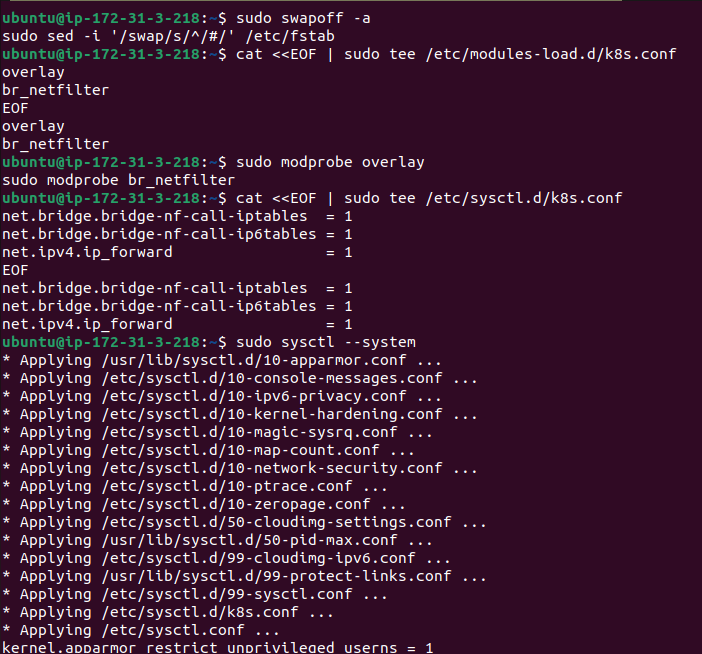 ubuntu@ip-172-31-3-218:~$ sudo swapoff -a
sudo sed -i '/swap/s/^/#/' /etc/fstab
ubuntu@ip-172-31-3-218:~$ cat <<EOF | sudo tee /etc/modules-load.d/k8s.conf
overlay
br_netfilter
EOF
overlay
br_netfilter
ubuntu@ip-172-31-3-218:~$ sudo modprobe overlay
sudo modprobe br_netfilter
ubuntu@ip-172-31-3-218:~$ cat <<EOF | sudo tee /etc/sysctl.d/k8s.conf
net.bridge.bridge-nf-call-iptables  = 1
net.bridge.bridge-nf-call-ip6tables = 1
net.ipv4.ip_forward                 = 1
EOF
net.bridge.bridge-nf-call-iptables  = 1
net.bridge.bridge-nf-call-ip6tables = 1
net.ipv4.ip_forward                 = 1
ubuntu@ip-172-31-3-218:~$ sudo sysctl --system
* Applying /usr/lib/sysctl.d/10-apparmor.conf ...
* Applying /etc/sysctl.d/10-console-messages.conf ...
* Applying /etc/sysctl.d/10-ipv6-privacy.conf ...
* Applying /etc/sysctl.d/10-kernel-hardening.conf ...
* Applying /etc/sysctl.d/10-magic-sysrq.conf ...
* Applying /etc/sysctl.d/10-map-count.conf ...
* Applying /etc/sysctl.d/10-network-security.conf ...
* Applying /etc/sysctl.d/10-ptrace.conf ...
* Applying /etc/sysctl.d/10-zeropage.conf ...
* Applying /etc/sysctl.d/50-cloudimg-settings.conf ...
* Applying /usr/lib/sysctl.d/50-pid-max.conf ...
* Applying /etc/sysctl.d/99-cloudimg-ipv6.conf ...
* Applying /usr/lib/sysctl.d/99-protect-links.conf ...
* Applying /etc/sysctl.d/99-sysctl.conf ...
* Applying /etc/sysctl.d/k8s.conf ...
* Applying /etc/sysctl.conf ...
kernel.apparmor_restrict_unprivileged_userns = 1